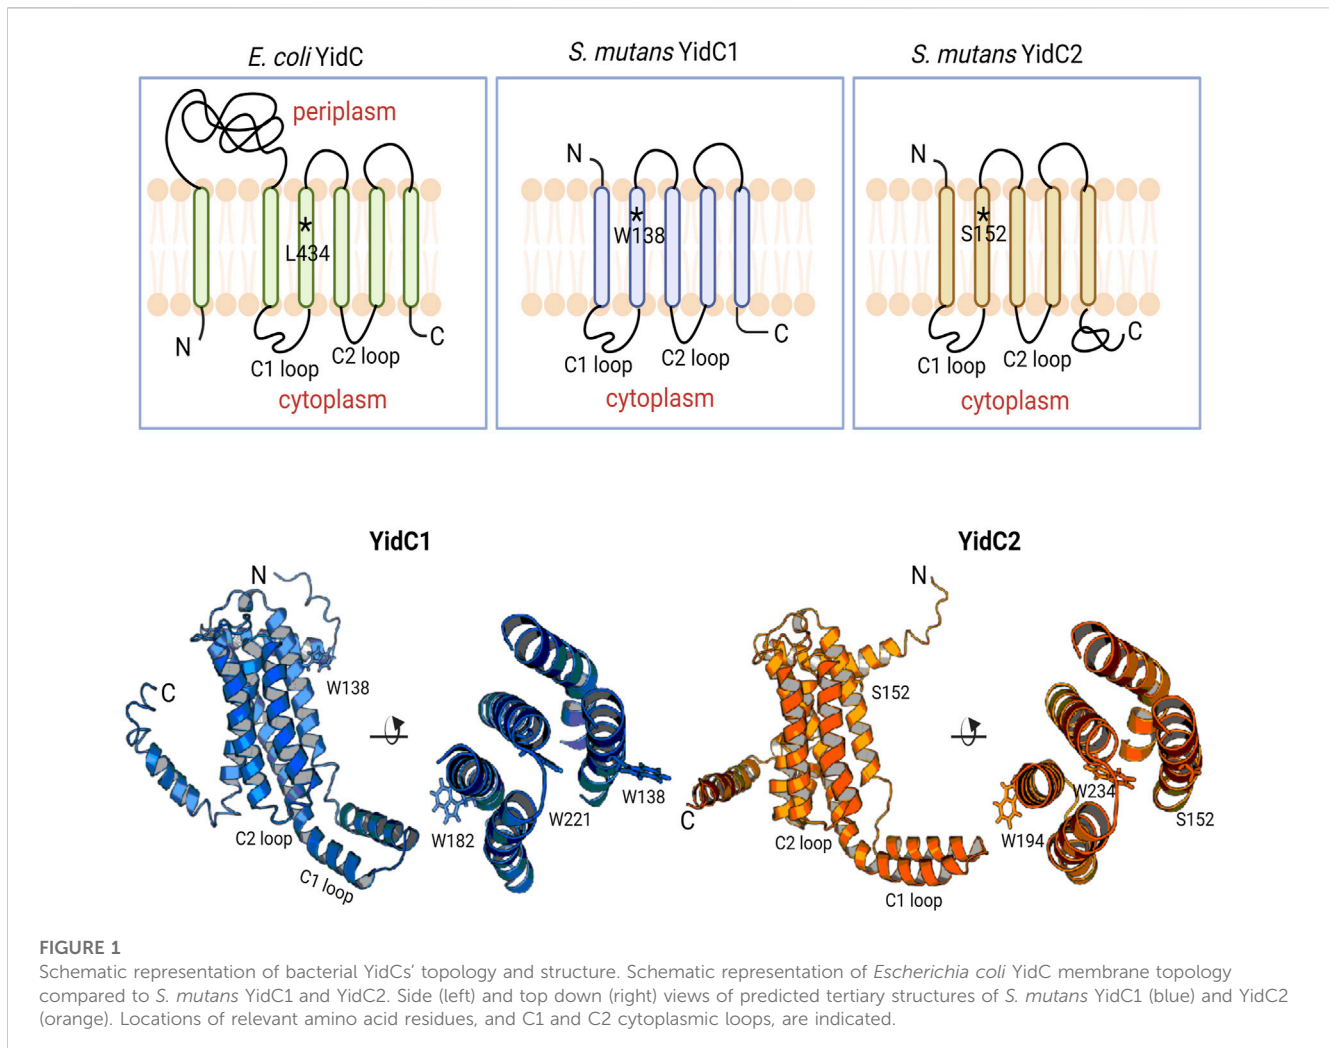 E. coli YidC
S. mutans YidC1
S. mutans YidC2
periplasm
*
L434
N
C
C1 loop
C2 loop
cytoplasm
N
*
W138
C
C1 loop
C2 loop
cytoplasm
N
*
S152
C
C1 loop
C2 loop
cytoplasm
YidC1
N
W138
C
C2 loop
C1 loop
W182
W221
W138
YidC2
N
S152
C
C2 loop
C1 loop
W234
W194
S152
FIGURE 1
Schematic representation of bacterial YidCs’ topology and structure. Schematic representation of Escherichia coli YidC membrane topology
compared to S. mutans YidC1 and YidC2. Side (left) and top down (right) views of predicted tertiary structures of S. mutans YidC1 (blue) and YidC2
(orange). Locations of relevant amino acid residues, and C1 and C2 cytoplasmic loops, are indicated.